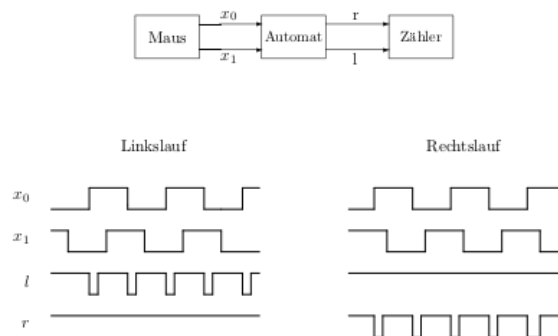 x₀ r
Maus Automat Zähler
x₁ l
Linkslauf Rechtslauf
x₀
x₁
l
r